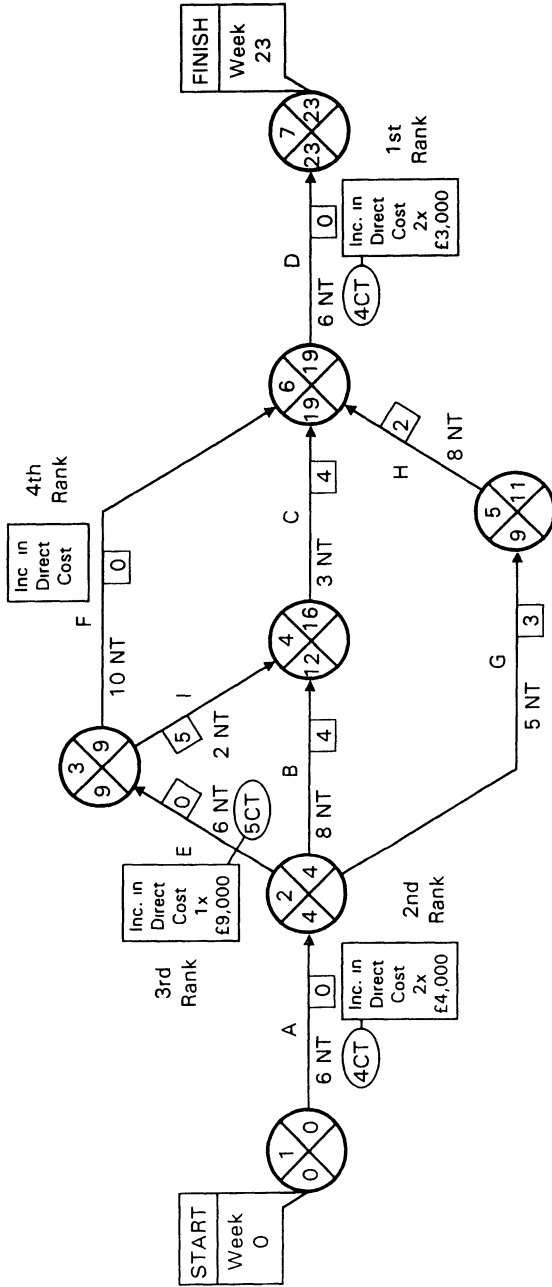 START
Week
0
1
0
0
A
0
6 NT
4CT
Inc. in
Direct
Cost
2x
£4,000
2nd
Rank
2
4
4
3rd
Rank
Inc. in
Direct
Cost
1x
£9,000
E
0
6 NT
5CT
3
9
9
F
0
10 NT
4th
Rank
Inc in
Direct
Cost
I
5
2 NT
B
4
8 NT
4
12
16
C
4
3 NT
G
3
5 NT
5
9
11
H
2
8 NT
6
19
19
D
0
6 NT
4CT
Inc. in
Direct
Cost
2x
£3,000
1st
Rank
7
23
23
FINISH
Week
23